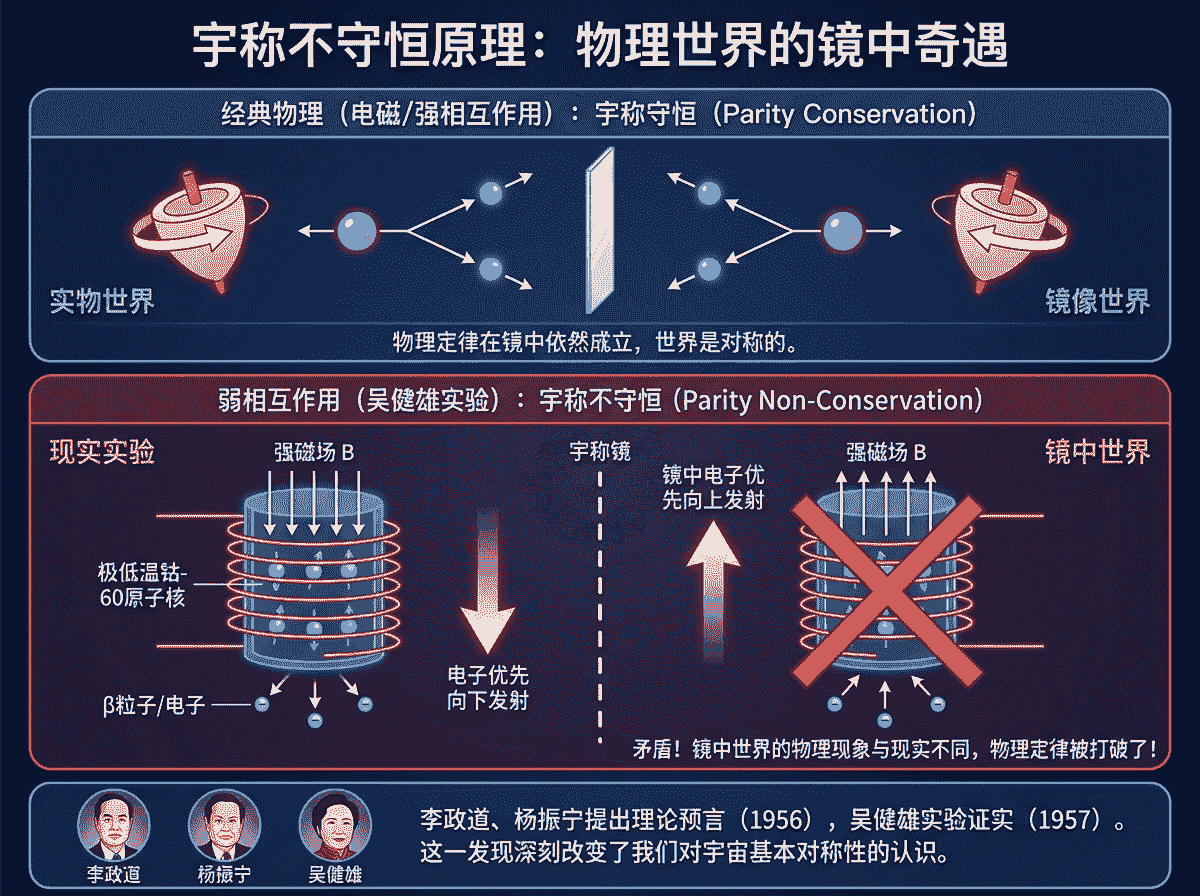 宇称不守恒原理：物理世界的镜中奇遇
经典物理（电磁/强相互作用）：宇称守恒（Parity Conservation）
实物世界
镜像世界
物理定律在镜中依然成立，世界是对称的。
弱相互作用（吴健雄实验）：宇称不守恒（Parity Non-Conservation）
现实实验
强磁场 B
极低温钴-
60原子核
β粒子/电子
电子优先
向下发射
宇称镜
镜中电子优
先向上发射
强磁场 B
镜中世界
矛盾！镜中世界的物理现象与现实不同，物理定律被打破了！
李政道
杨振宁
吴健雄
李政道、杨振宁提出理论预言（1956），吴健雄实验证实（1957）。
这一发现深刻改变了我们对宇宙基本对称性的认识。